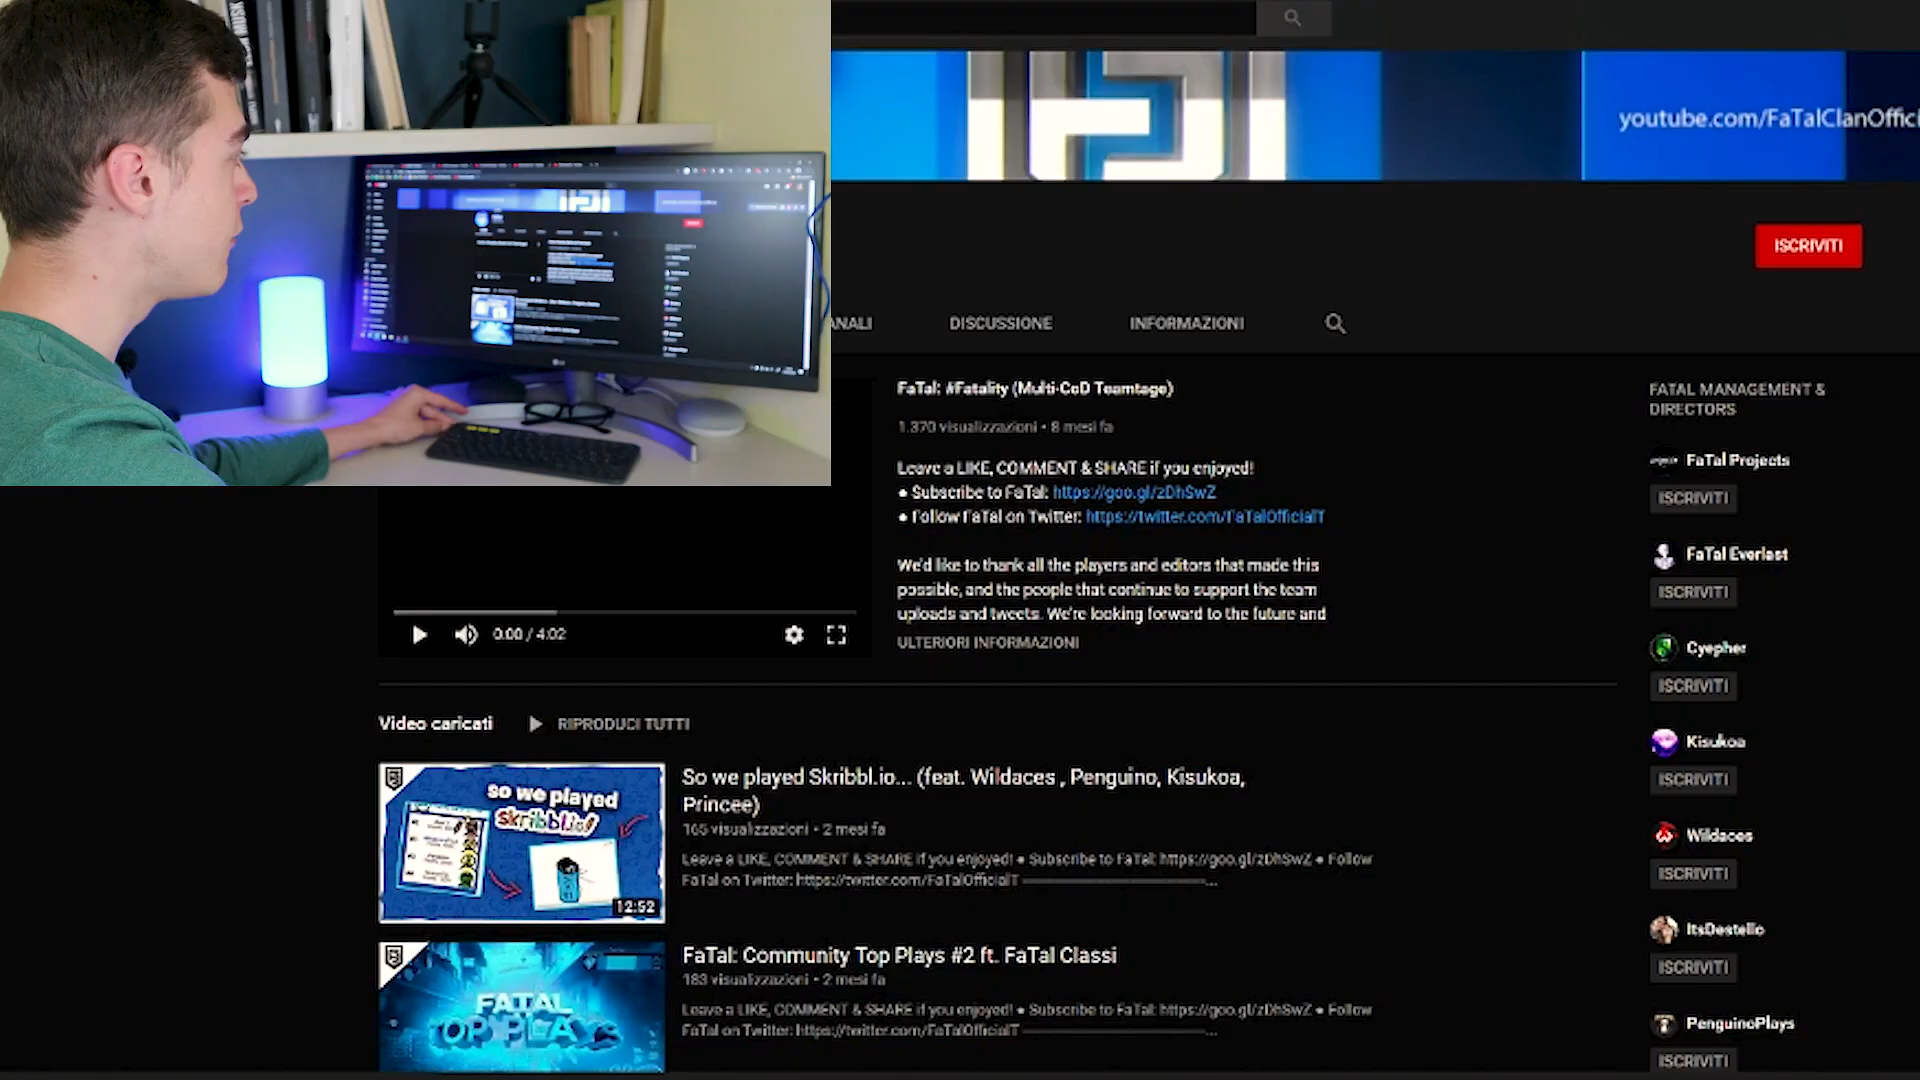 youtube.com/FaTalClanOffici
ISCRIVITI
ANALI
DISCUSSIONE
INFORMAZIONI
FaTal: #Fatality (Multi-CoD Teamtage)
1.370 visualizzazioni • 8 mesi fa
Leave a LIKE, COMMENT & SHARE if you enjoyed!
● Subscribe to FaTal: https://goo.gl/zDhSwZ
● Follow FaTal on Twitter: https://twitter.com/FaTalOfficialT
We'd like to thank all the players and editors that made this
possible, and the people that continue to support the team
uploads and tweets. We're looking forward to the future and
ULTERIORI INFORMAZIONI
0:00 / 4:02
FATAL MANAGEMENT &
DIRECTORS
FaTal Projects
ISCRIVITI
FaTal Everlast
ISCRIVITI
Cyepher
ISCRIVITI
Kisukoa
ISCRIVITI
Wildaces
ISCRIVITI
ItsDestello
ISCRIVITI
PenguinoPlays
ISCRIVITI
Video caricati
RIPRODUCI TUTTI
so we played
skribbl.io!
12:52
So we played Skribbl.io... (feat. Wildaces , Penguino, Kisukoa,
Princee)
165 visualizzazioni • 2 mesi fa
Leave a LIKE, COMMENT & SHARE if you enjoyed! ● Subscribe to FaTal: https://goo.gl/zDhSwZ ● Follow
FaTal on Twitter: https://twitter.com/FaTalOfficialT ————————————...
FATAL
TOP PLAYS
FaTal: Community Top Plays #2 ft. FaTal Classi
183 visualizzazioni • 2 mesi fa
Leave a LIKE, COMMENT & SHARE if you enjoyed! ● Subscribe to FaTal: https://goo.gl/zDhSwZ ● Follow
FaTal on Twitter: https://twitter.com/FaTalOfficialT ————————————...